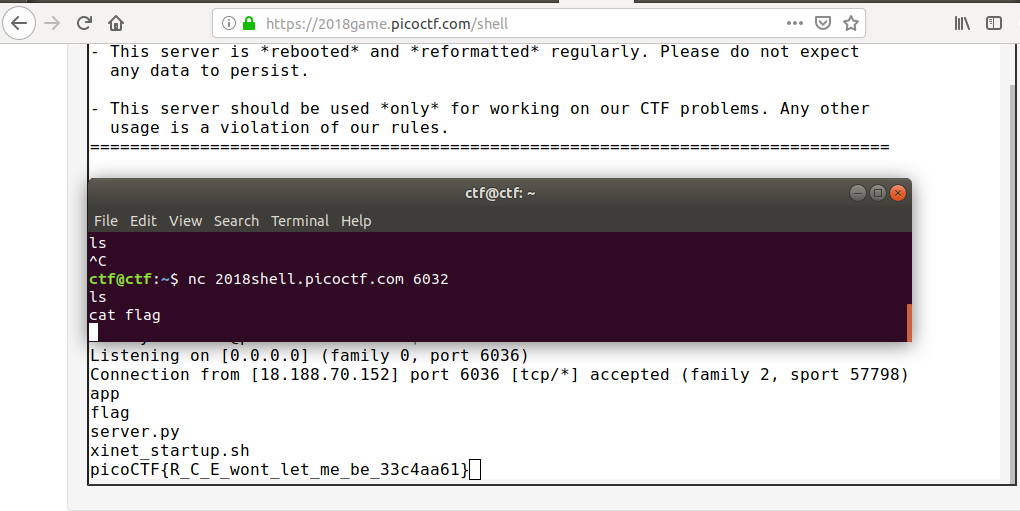 https://2018game.picoctf.com/shell
- This server is *rebooted* and *reformatted* regularly. Please do not expect
any data to persist.
- This server should be used *only* for working on our CTF problems. Any other
usage is a violation of our rules.
================================================================================
ctf@ctf: ~
File Edit View Search Terminal Help
ls
^C
ctf@ctf:~$ nc 2018shell.picoctf.com 6032
ls
cat flag
Listening on [0.0.0.0] (family 0, port 6036)
Connection from [18.188.70.152] port 6036 [tcp/*] accepted (family 2, sport 57798)
app
flag
server.py
xinet_startup.sh
picoCTF{R_C_E_wont_let_me_be_33c4aa61}